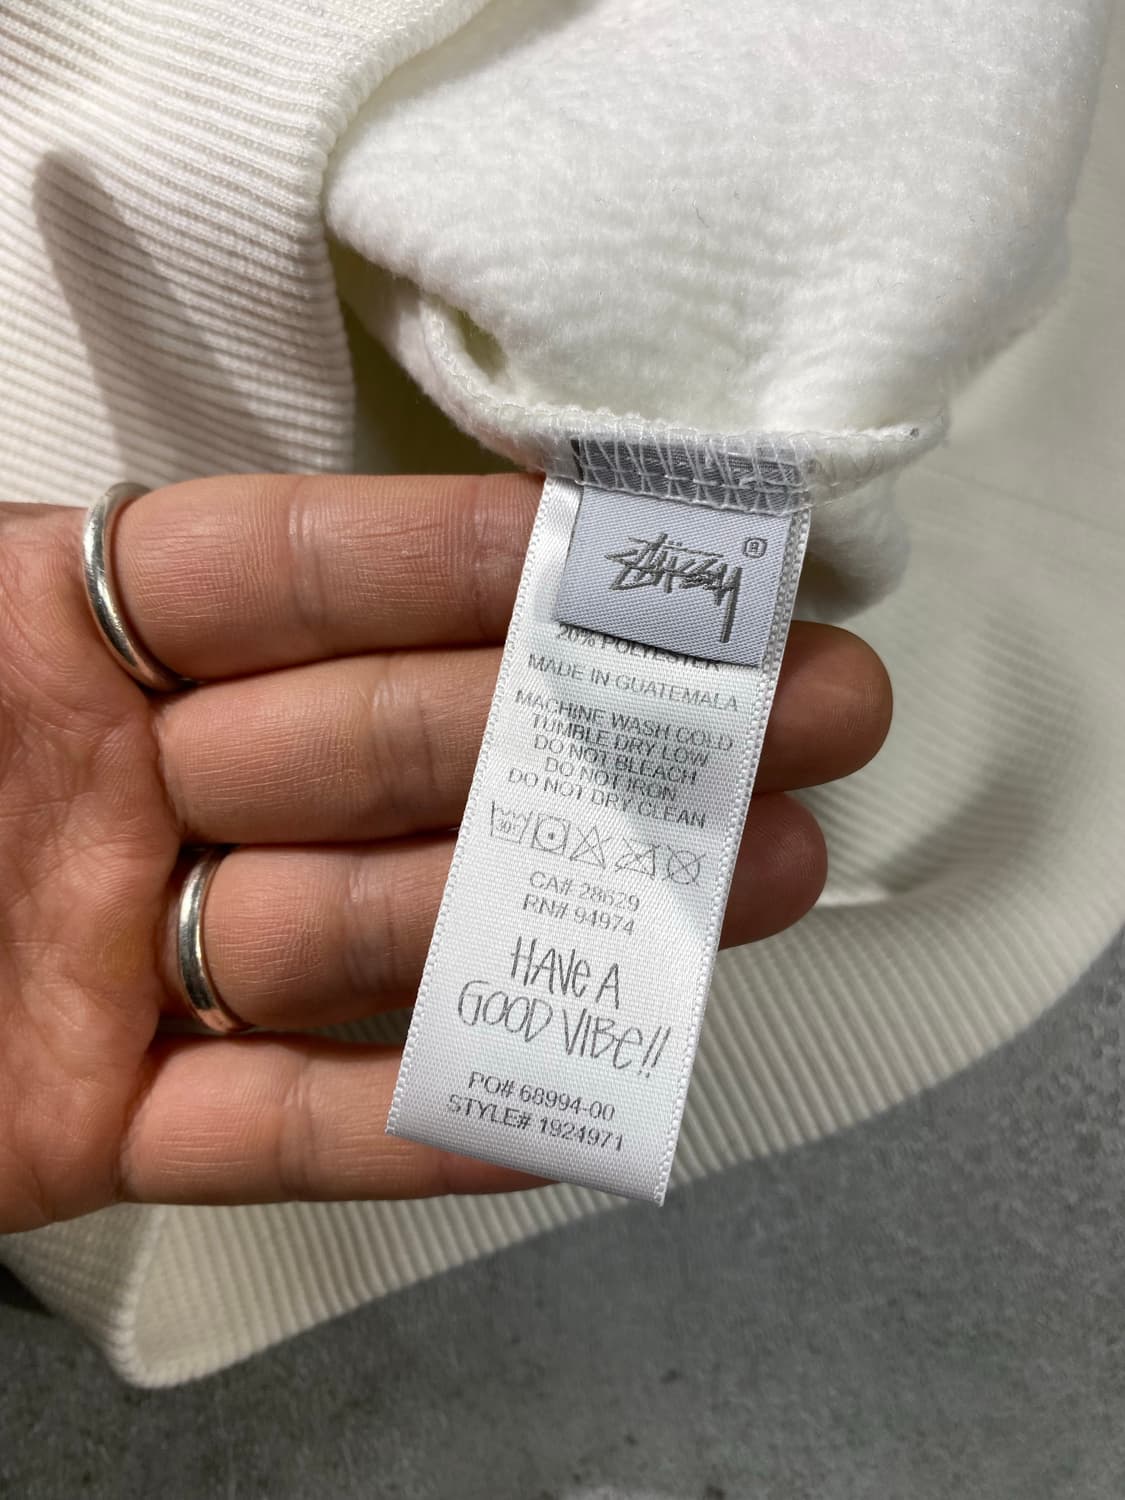 STÜSSY ®
20% POLYESTER
MADE IN GUATEMALA
MACHINE WASH COLD
TUMBLE DRY LOW
DO NOT BLEACH
DO NOT IRON
DO NOT DRY CLEAN
30°
CA# 28629
RN# 94974
HAVE A
GOOD VIBE!!
PO# 68994-00
STYLE# 1924971